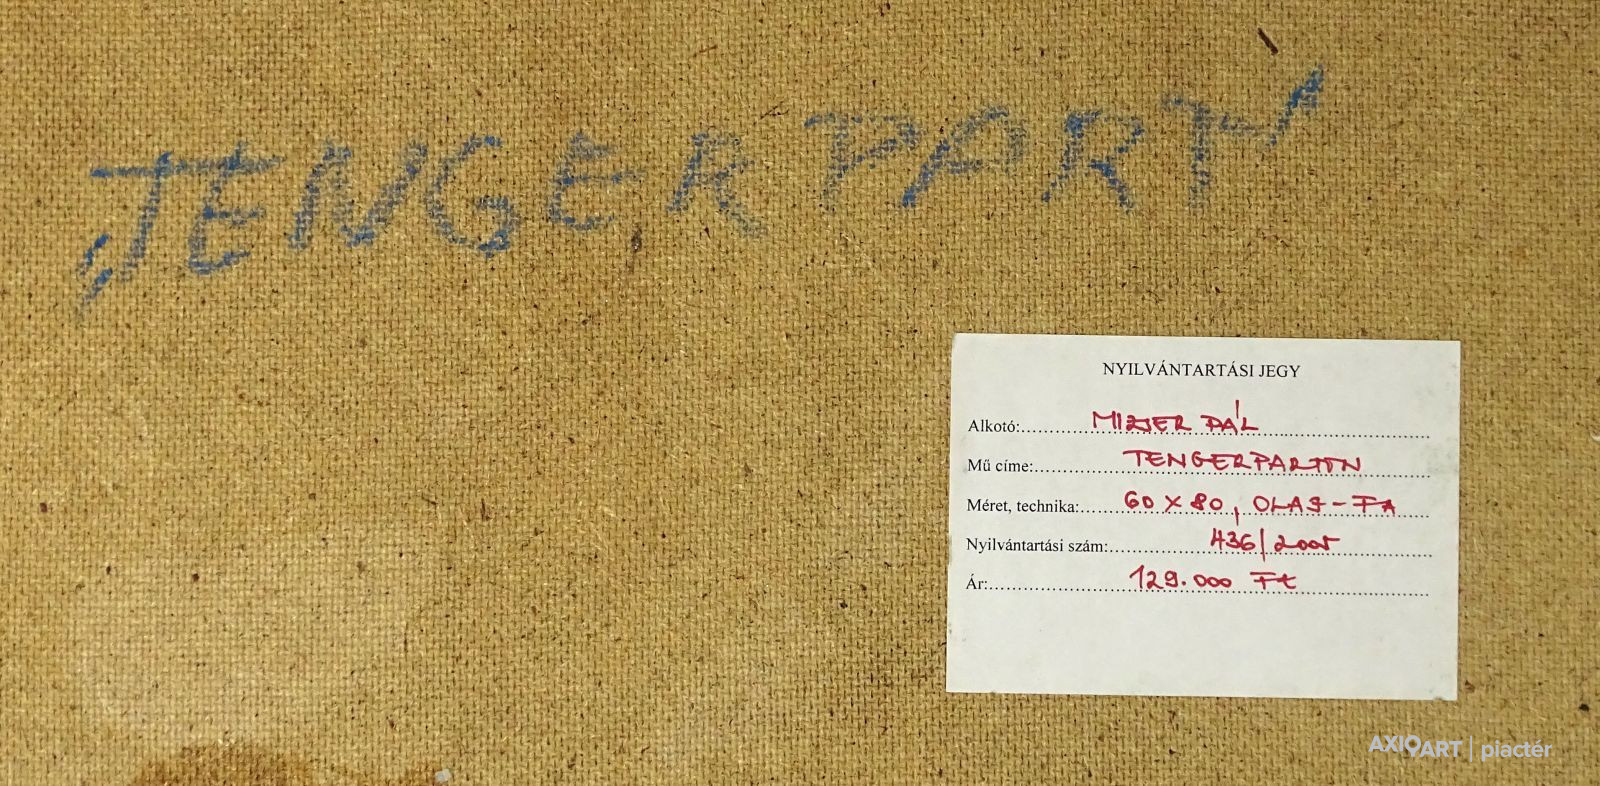 „TENGERPART"
NYILVÁNTARTÁSI JEGY
Alkotó: MIZSER PÁL
Mű címe: TENGERPARTON
Méret, technika: 60 X 80, OLAJ-FA
Nyilvántartási szám: 436/2005
Ár: 129.000 Ft
AXIOART | piactér